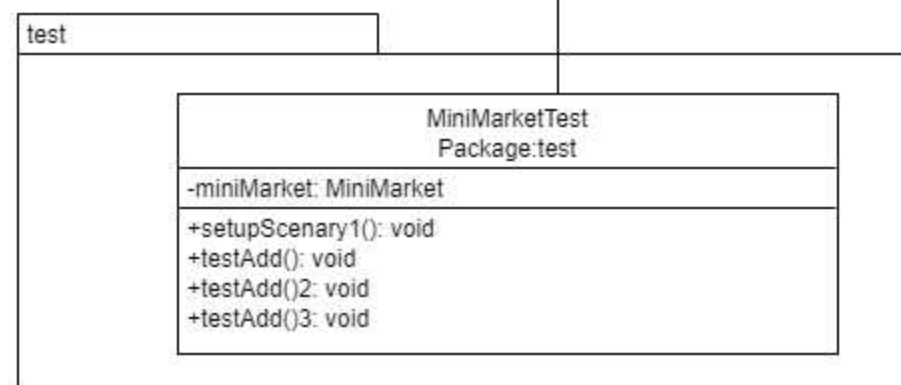 test
MiniMarketTest
Package:test
-miniMarket: MiniMarket
+setupScenary1(): void
+testAdd(): void
+testAdd()2: void
+testAdd()3: void